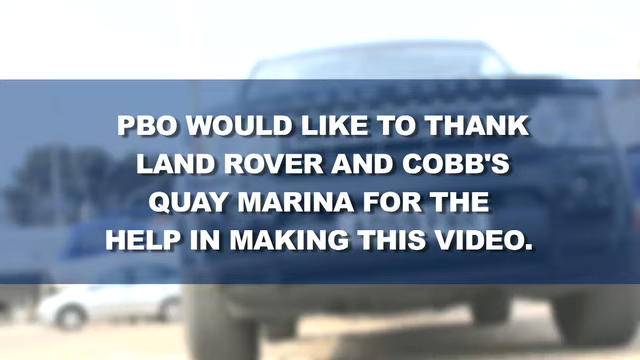 PBO WOULD LIKE TO THANK
LAND ROVER AND COBB'S
QUAY MARINA FOR THE
HELP IN MAKING THIS VIDEO.